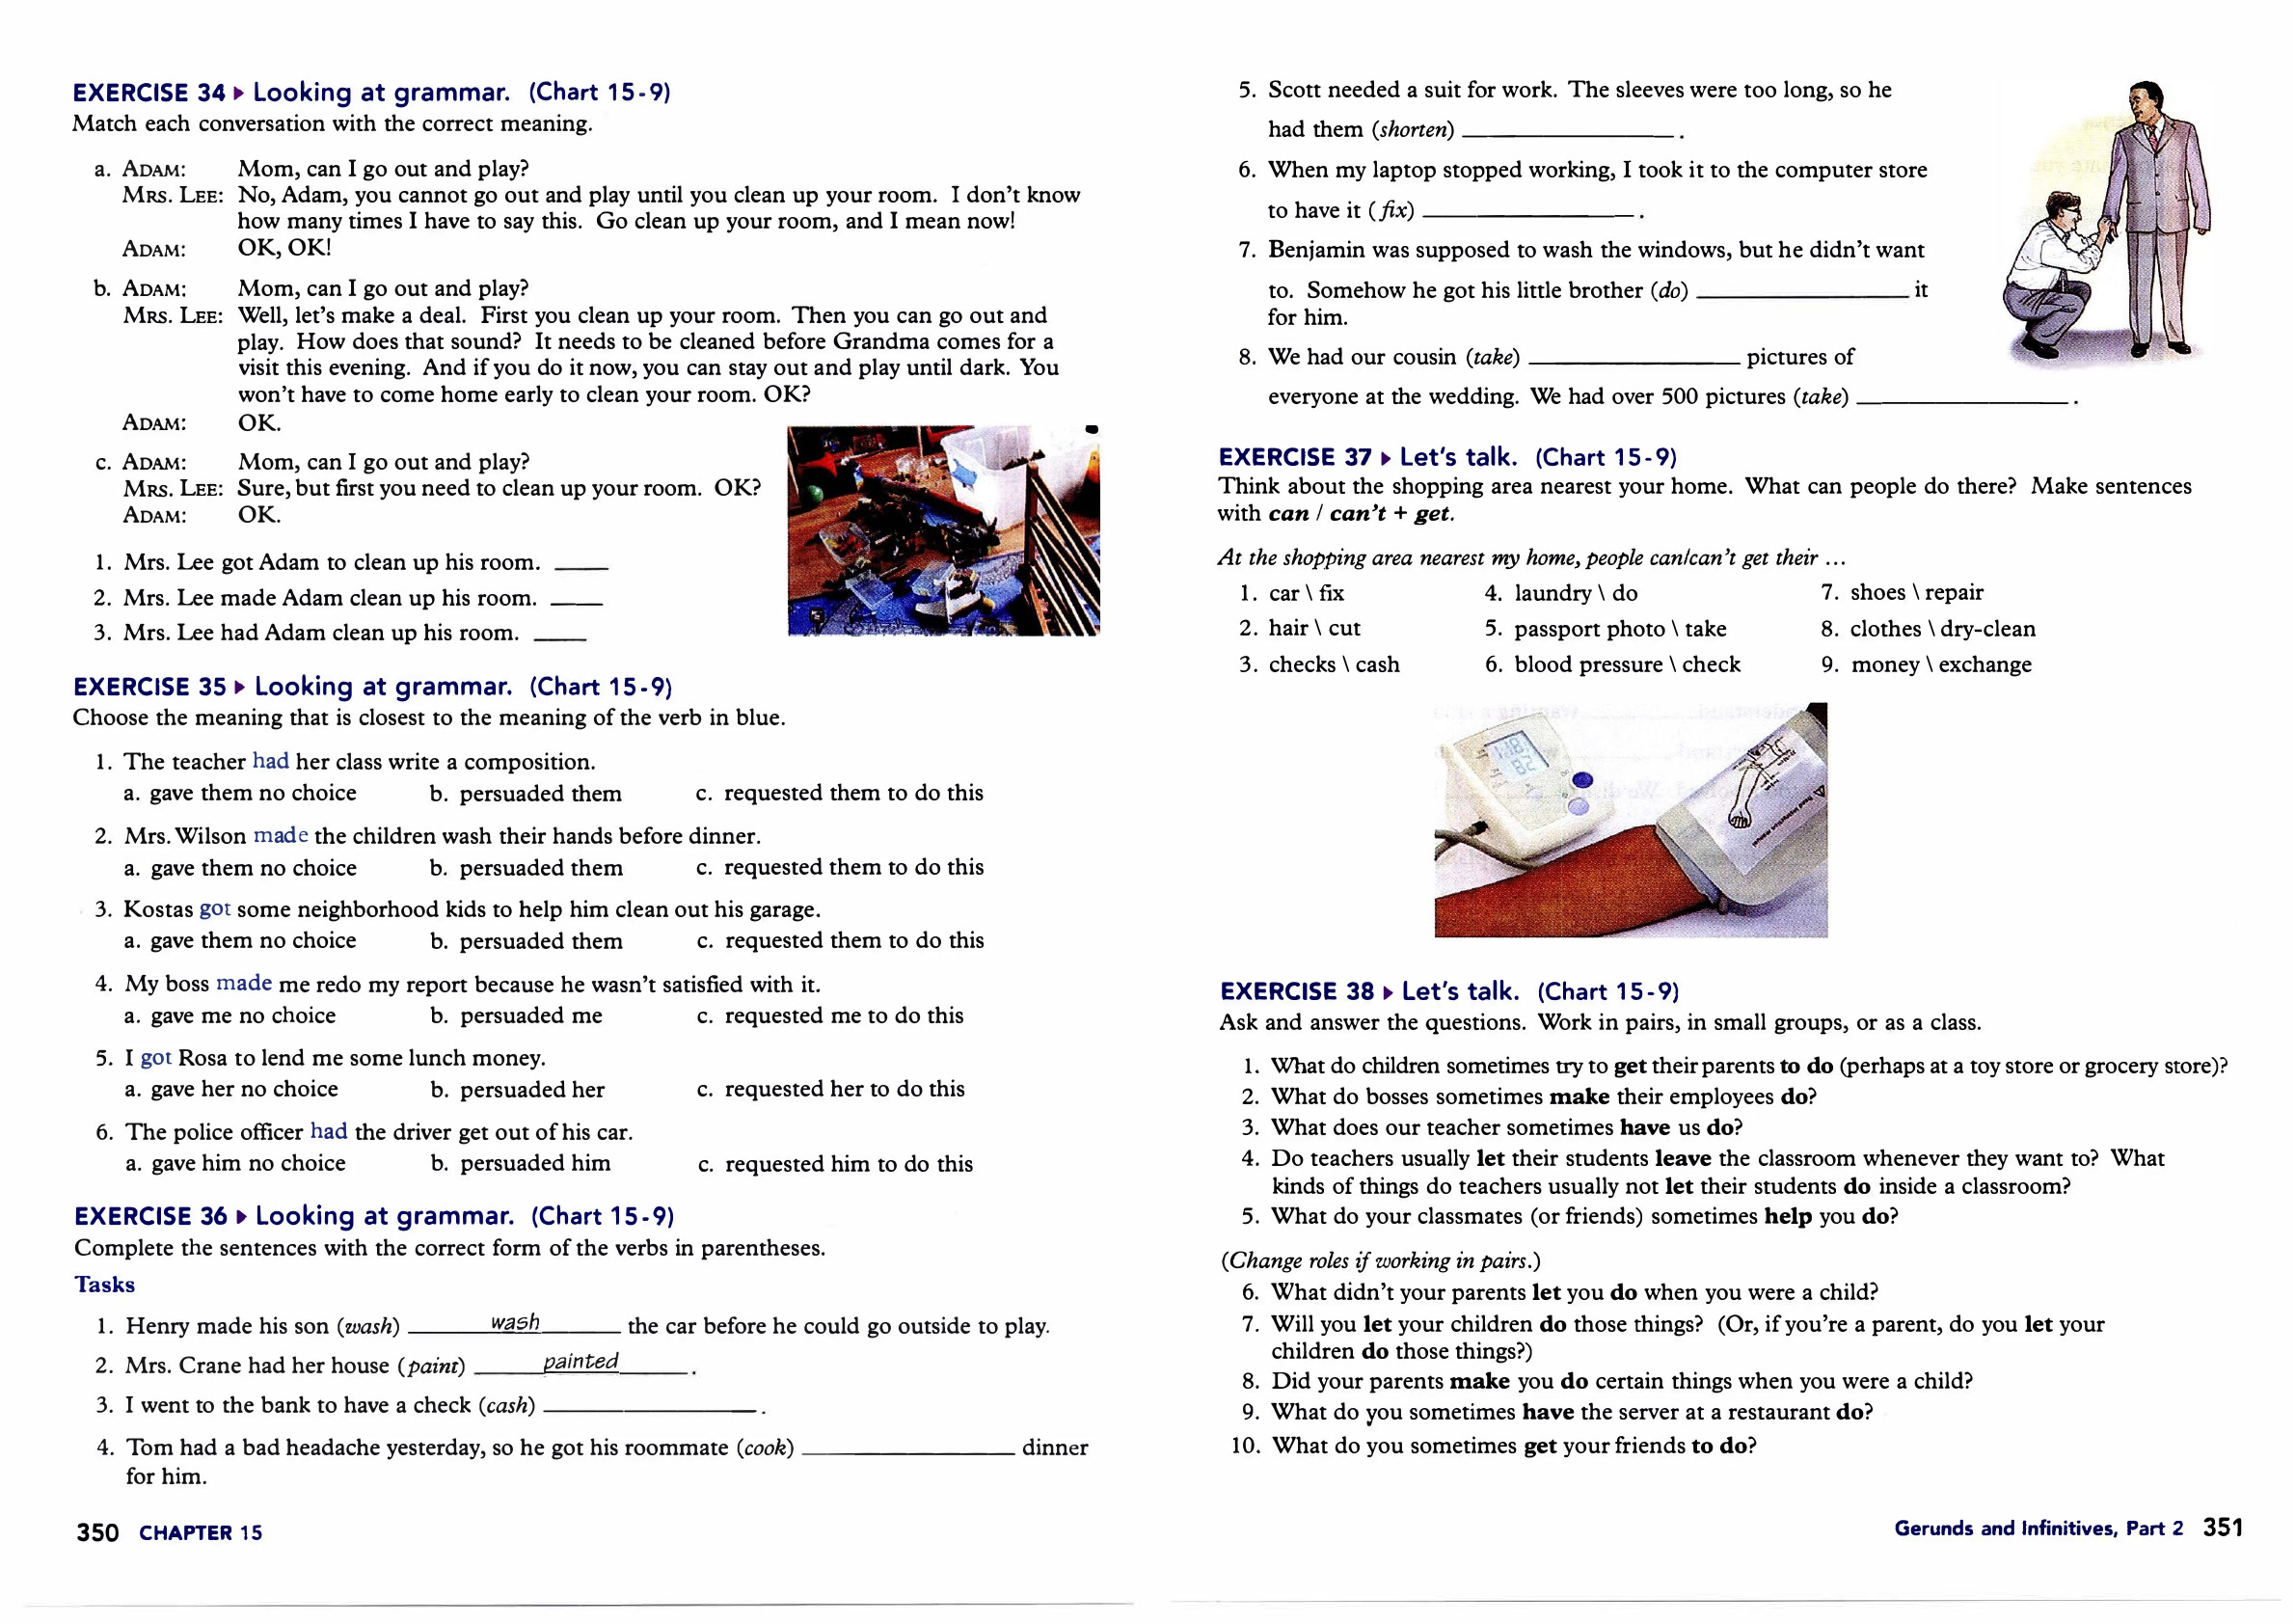 EXERCISE 34 ▸ Looking at grammar. (Chart 15-9)
Match each conversation with the correct meaning.
a. ADAM: Mom, can I go out and play?
MRS. LEE: No, Adam, you cannot go out and play until you clean up your room. I don't know
how many times I have to say this. Go clean up your room, and I mean now!
ADAM: OK, OK!
b. ADAM: Mom, can I go out and play?
MRS. LEE: Well, let's make a deal. First you clean up your room. Then you can go out and
play. How does that sound? It needs to be cleaned before Grandma comes for a
visit this evening. And if you do it now, you can stay out and play until dark. You
won't have to come home early to clean your room. OK?
ADAM: OK.
c. ADAM: Mom, can I go out and play?
MRS. LEE: Sure, but first you need to clean up your room. OK?
ADAM: OK.
1. Mrs. Lee got Adam to clean up his room. ____
2. Mrs. Lee made Adam clean up his room. ____
3. Mrs. Lee had Adam clean up his room. ____
EXERCISE 35 ▸ Looking at grammar. (Chart 15-9)
Choose the meaning that is closest to the meaning of the verb in blue.
1. The teacher had her class write a composition.
a. gave them no choice b. persuaded them c. requested them to do this
2. Mrs. Wilson made the children wash their hands before dinner.
a. gave them no choice b. persuaded them c. requested them to do this
3. Kostas got some neighborhood kids to help him clean out his garage.
a. gave them no choice b. persuaded them c. requested them to do this
4. My boss made me redo my report because he wasn't satisfied with it.
a. gave me no choice b. persuaded me c. requested me to do this
5. I got Rosa to lend me some lunch money.
a. gave her no choice b. persuaded her c. requested her to do this
6. The police officer had the driver get out of his car.
a. gave him no choice b. persuaded him c. requested him to do this
EXERCISE 36 ▸ Looking at grammar. (Chart 15-9)
Complete the sentences with the correct form of the verbs in parentheses.
Tasks
1. Henry made his son (wash) ______wash______ the car before he could go outside to play.
2. Mrs. Crane had her house (paint) _____painted_____ .
3. I went to the bank to have a check (cash) ________________ .
4. Tom had a bad headache yesterday, so he got his roommate (cook) ________________ dinner
for him.
350 CHAPTER 15
5. Scott needed a suit for work. The sleeves were too long, so he
had them (shorten) ________________ .
6. When my laptop stopped working, I took it to the computer store
to have it (fix) ________________ .
7. Benjamin was supposed to wash the windows, but he didn't want
to. Somehow he got his little brother (do) ________________ it
for him.
8. We had our cousin (take) ________________ pictures of
everyone at the wedding. We had over 500 pictures (take) ________________ .
EXERCISE 37 ▸ Let's talk. (Chart 15-9)
Think about the shopping area nearest your home. What can people do there? Make sentences
with can / can't + get.
At the shopping area nearest my home, people can/can't get their ...
1. car \ fix 4. laundry \ do 7. shoes \ repair
2. hair \ cut 5. passport photo \ take 8. clothes \ dry-clean
3. checks \ cash 6. blood pressure \ check 9. money \ exchange
EXERCISE 38 ▸ Let's talk. (Chart 15-9)
Ask and answer the questions. Work in pairs, in small groups, or as a class.
1. What do children sometimes try to get their parents to do (perhaps at a toy store or grocery store)?
2. What do bosses sometimes make their employees do?
3. What does our teacher sometimes have us do?
4. Do teachers usually let their students leave the classroom whenever they want to? What
kinds of things do teachers usually not let their students do inside a classroom?
5. What do your classmates (or friends) sometimes help you do?
(Change roles if working in pairs.)
6. What didn't your parents let you do when you were a child?
7. Will you let your children do those things? (Or, if you're a parent, do you let your
children do those things?)
8. Did your parents make you do certain things when you were a child?
9. What do you sometimes have the server at a restaurant do?
10. What do you sometimes get your friends to do?
Gerunds and Infinitives, Part 2 351